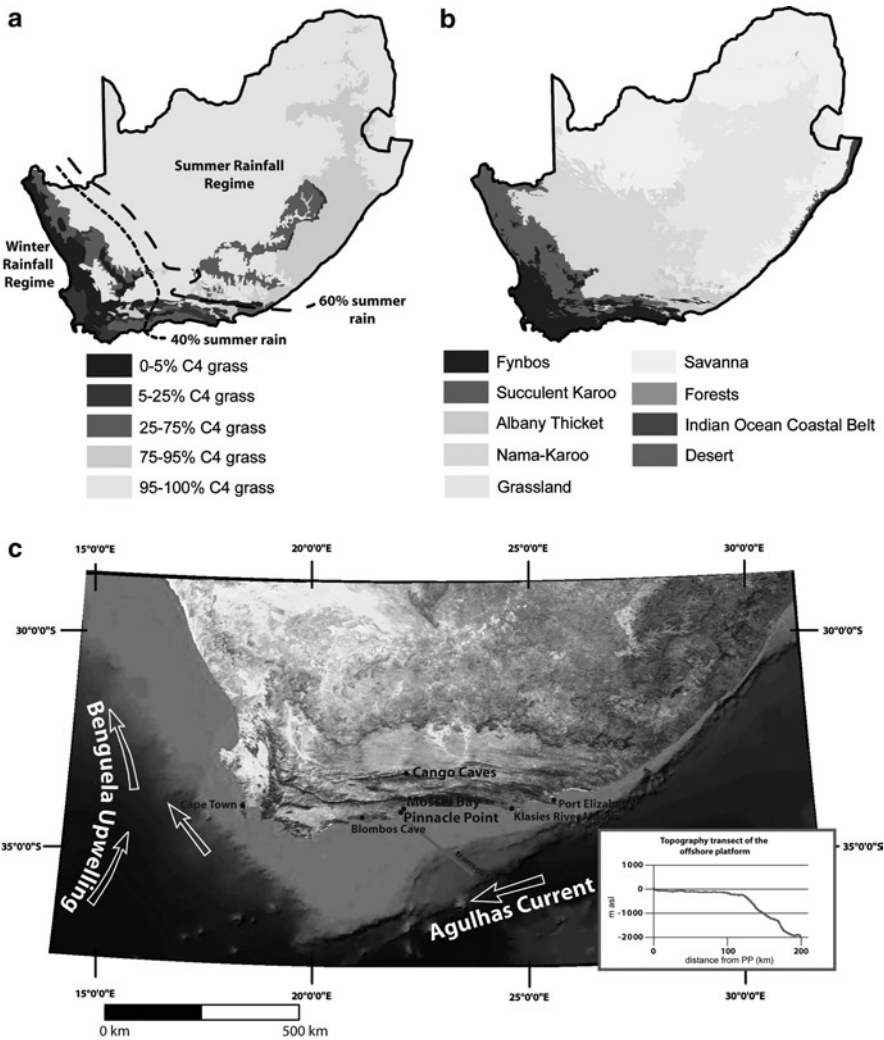 a
Summer Rainfall
Regime
Winter
Rainfall
Regime
60% summer
rain
40% summer rain
0-5% C4 grass
5-25% C4 grass
25-75% C4 grass
75-95% C4 grass
95-100% C4 grass
b
Fynbos
Succulent Karoo
Albany Thicket
Nama-Karoo
Grassland
Savanna
Forests
Indian Ocean Coastal Belt
Desert
c
15°0'0"E
20°0'0"E
25°0'0"E
30°0'0"E
30°0'0"S
30°0'0"S
Benguela Upwelling
Cango Caves
Cape Town
Mossel Bay
Pinnacle Point
Port Elizab
Blombos Cave
Klasies River
35°0'0"S
35°0'0"S
Agulhas Current
Topography transect of the
offshore platform
1000
0
-1000
-2000
m asl
0
100
200
distance from PP (km)
15°0'0"E
20°0'0"E
25°0'0"E
30°0'0"E
0 km
500 km